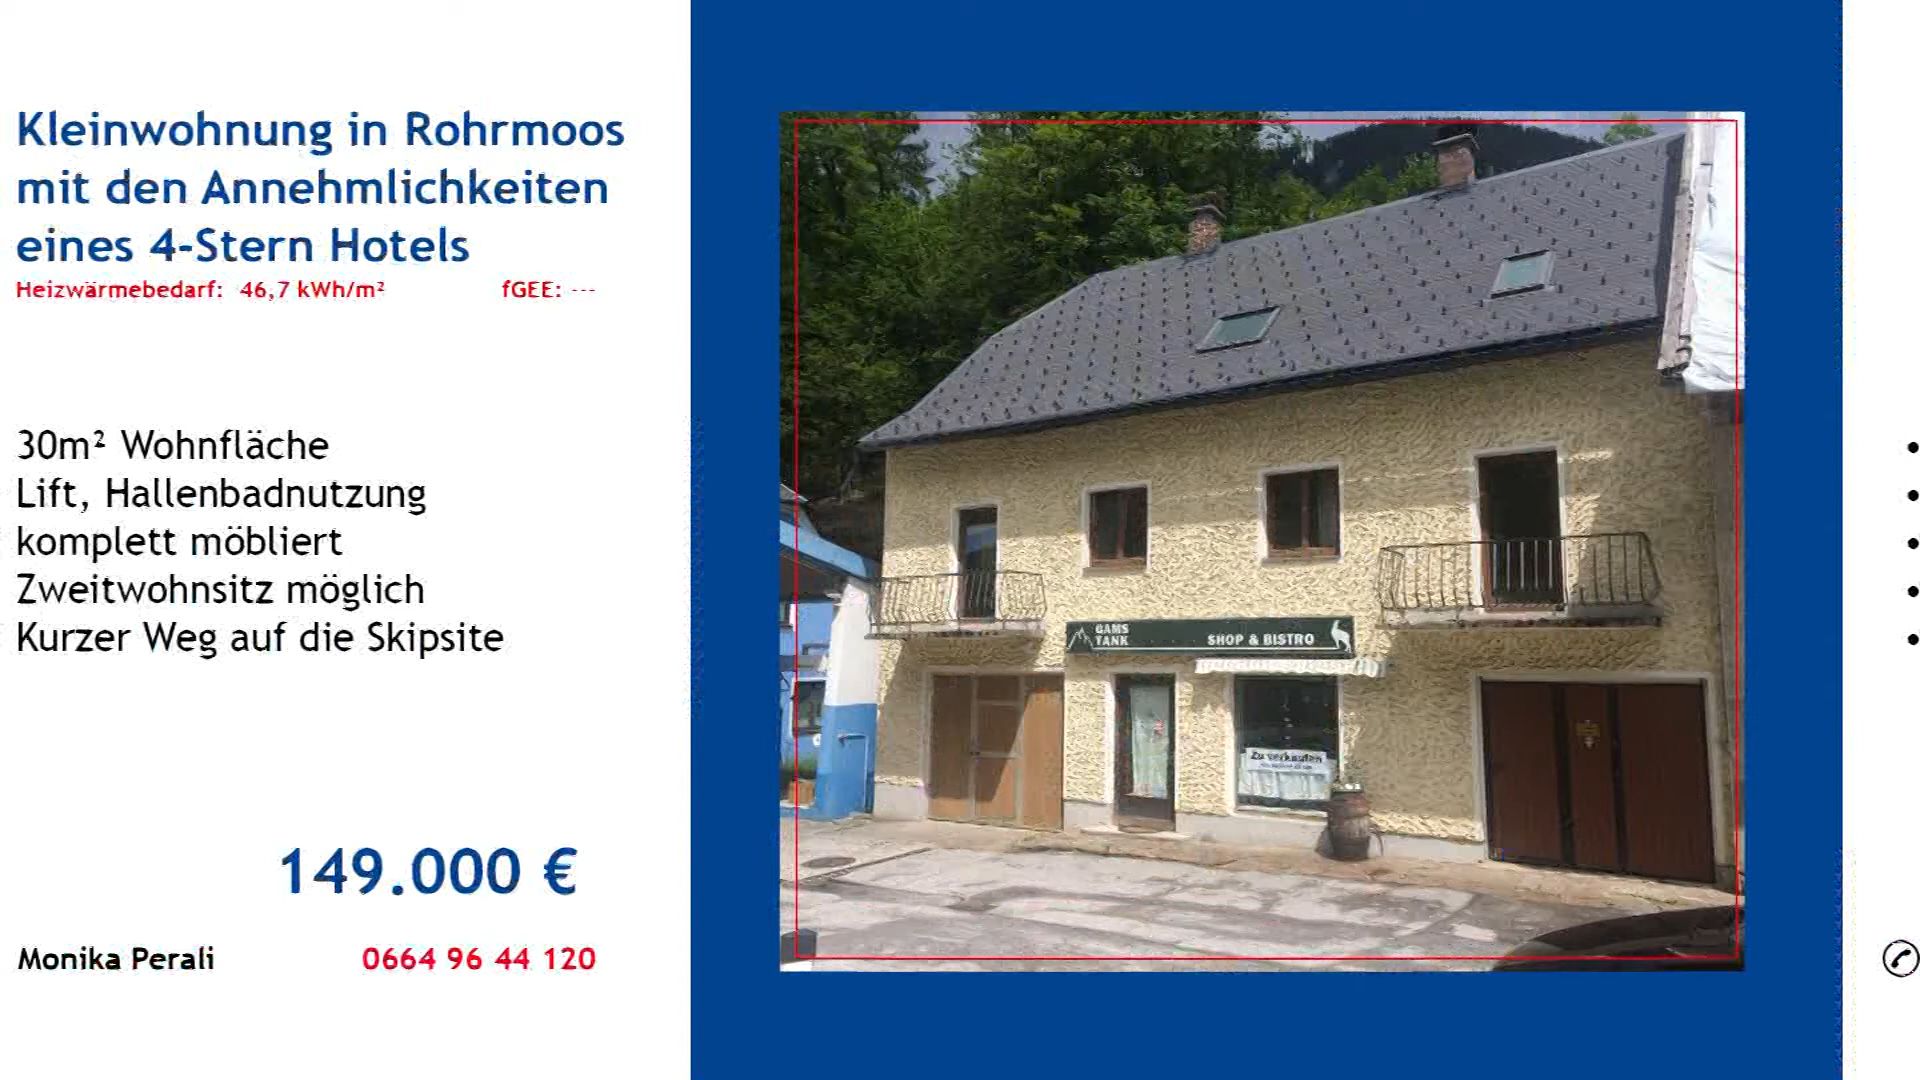 Kleinwohnung in Rohrmoos
mit den Annehmlichkeiten
eines 4-Stern Hotels
Heizwärmebedarf: 46,7 kWh/m² fGEE: ---
30m² Wohnfläche
Lift, Hallenbadnutzung
komplett möbliert
Zweitwohnsitz möglich
Kurzer Weg auf die Skipsite
149.000 €
Monika Perali 0664 96 44 120
GAMS
TANK
SHOP & BISTRO
Zu verkaufen